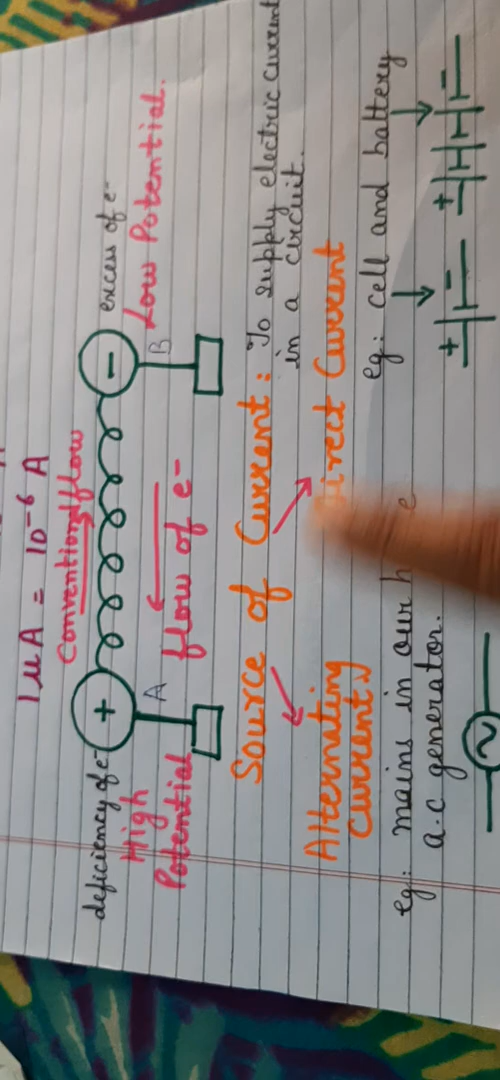 1 μA = 10⁻⁶ A
Conventional flow
deficiency of e⁻
+
-
excess of e⁻
High
Potential
A
flow of e⁻
B
Low Potential.
Source of Current: To supply electric current
in a circuit.
Alternating
Current.
Direct Current
eg: mains in our
a.c generator.
eg: cell and battery
+
+
~